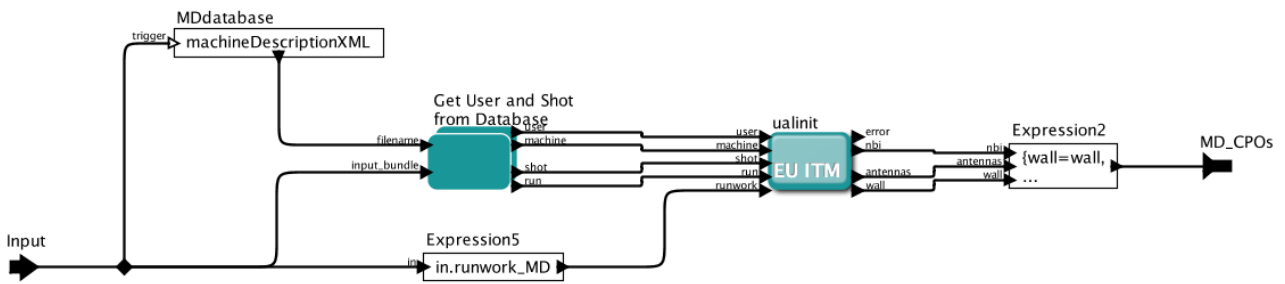 MDdatabase
trigger
machineDescriptionXML
Get User and Shot
from Database
filename
input_bundle
user
machine
shot
run
ualinit
user
machine
shot
run
runwork
EU ITM
error
nbi
antennas
wall
Expression2
nbi
antennas
wall
{wall=wall,
...
MD_CPOs
Input
Expression5
in
in.runwork_MD